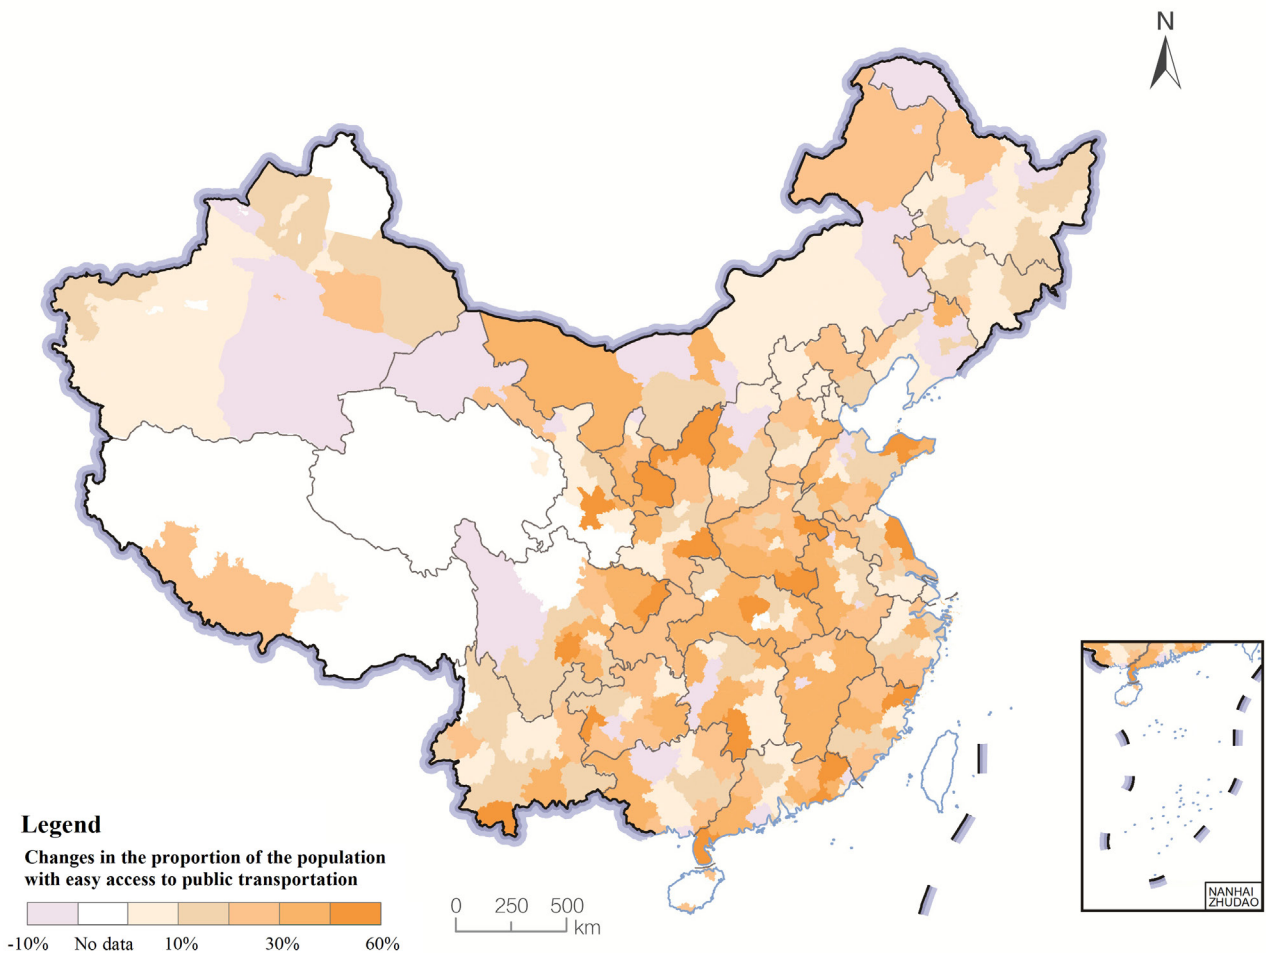 N
Legend
Changes in the proportion of the population
with easy access to public transportation
-10% No data 10% 30% 60%
0 250 500
km
NANHAI
ZHUDAO